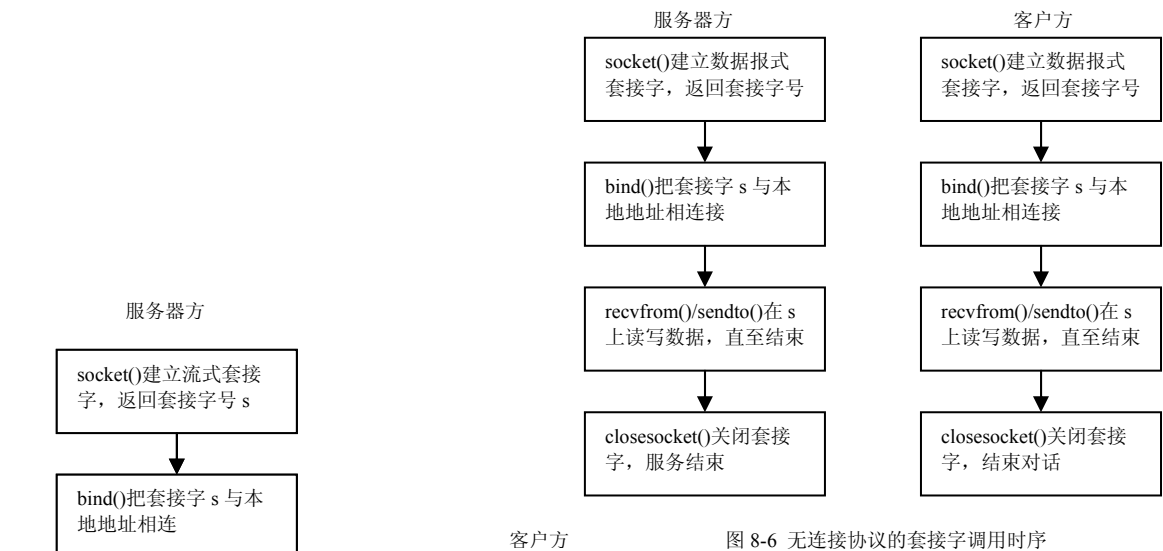 服务器方
socket()建立数据报式
套接字，返回套接字号
bind()把套接字 s 与本
地地址相连接
recvfrom()/sendto()在 s
上读写数据，直至结束
closesocket()关闭套接
字，服务结束
客户方
socket()建立数据报式
套接字，返回套接字号
bind()把套接字 s 与本
地地址相连接
recvfrom()/sendto()在 s
上读写数据，直至结束
closesocket()关闭套接
字，结束对话
图 8-6 无连接协议的套接字调用时序
服务器方
socket()建立流式套接
字，返回套接字号 s
bind()把套接字 s 与本
地地址相连
客户方